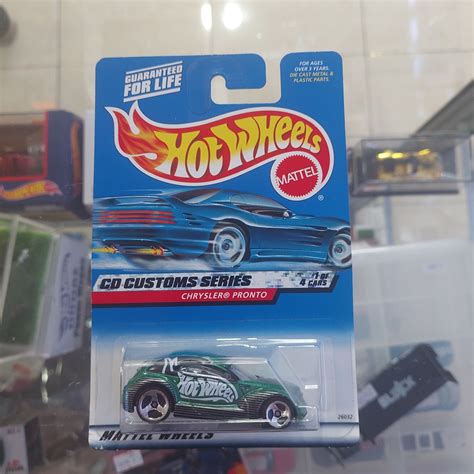 GUARANTEED
FOR LIFE
FOR AGES
OVER 3 YEARS.
DIE CAST METAL &
PLASTIC PARTS.
HOT WHEELS
MATTEL
®
CD CUSTOMS SERIES
#1 OF
4 CARS
CHRYSLER® PRONTO
HOT WHEELS
26032
MATTEL WHEELS